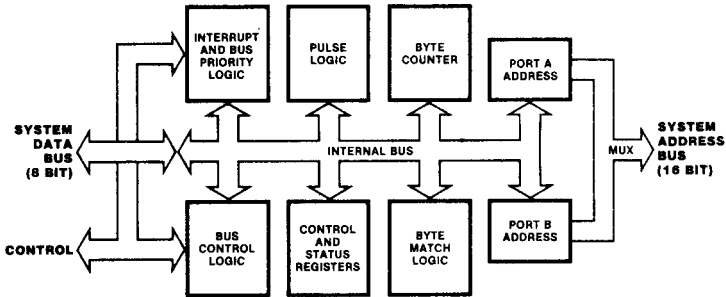 INTERRUPT
AND BUS
PRIORITY
LOGIC
PULSE
LOGIC
BYTE
COUNTER
PORT A
ADDRESS
SYSTEM
DATA
BUS
(8 BIT)
INTERNAL BUS
MUX
SYSTEM
ADDRESS
BUS
(16 BIT)
CONTROL
BUS
CONTROL
LOGIC
CONTROL
AND
STATUS
REGISTERS
BYTE
MATCH
LOGIC
PORT B
ADDRESS